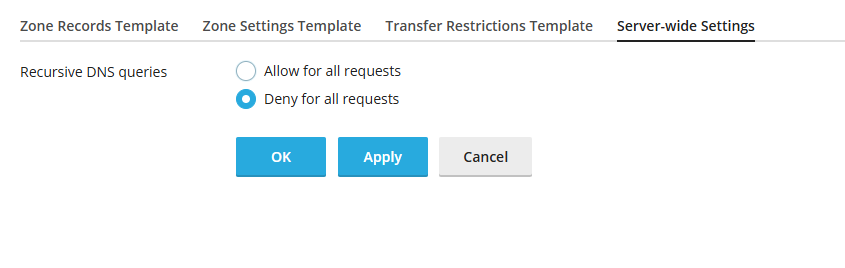 Zone Records Template Zone Settings Template Transfer Restrictions Template Server-wide Settings
Recursive DNS queries Allow for all requests
Deny for all requests
OK Apply Cancel